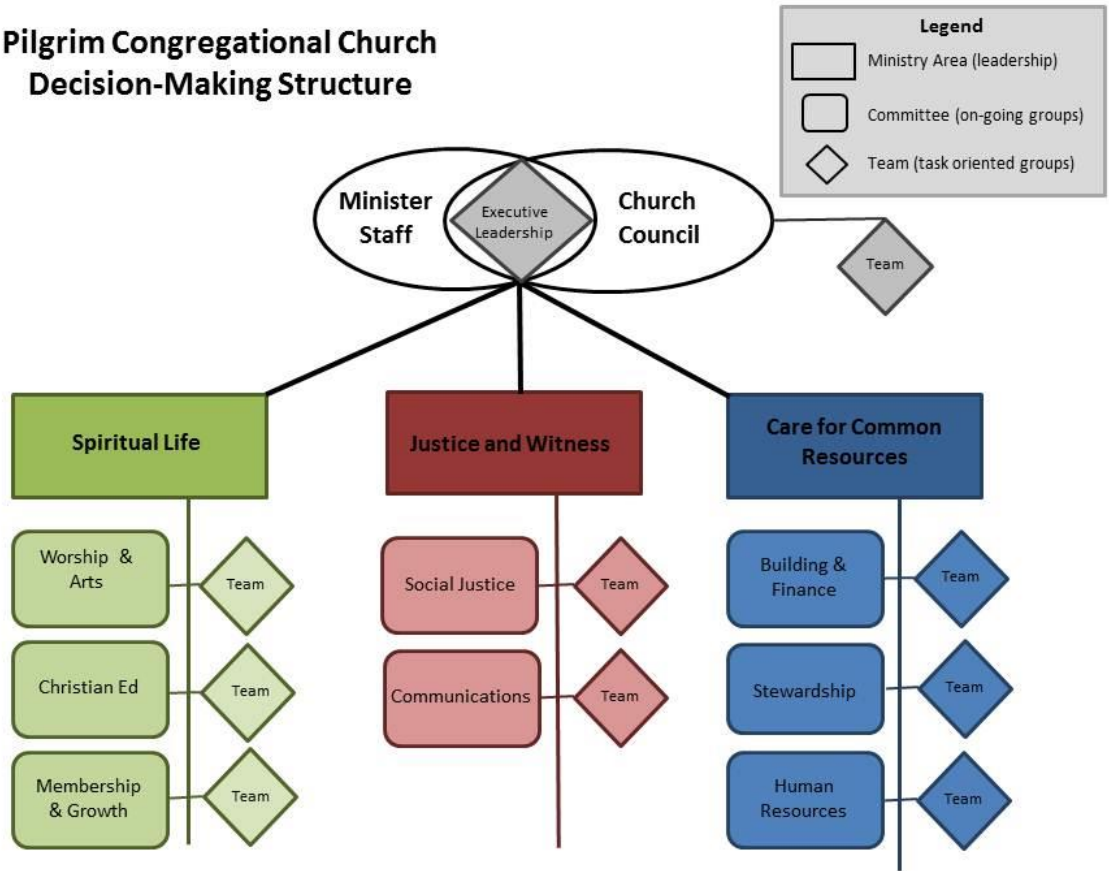 Pilgrim Congregational Church
Decision-Making Structure
Legend
Ministry Area (leadership)
Committee (on-going groups)
Team (task oriented groups)
Minister
Staff
Executive
Leadership
Church
Council
Team
Spiritual Life
Justice and Witness
Care for Common
Resources
Worship & 
Arts
Team
Christian Ed
Team
Membership
& Growth
Team
Social Justice
Team
Communications
Team
Building &
Finance
Team
Stewardship
Team
Human
Resources
Team